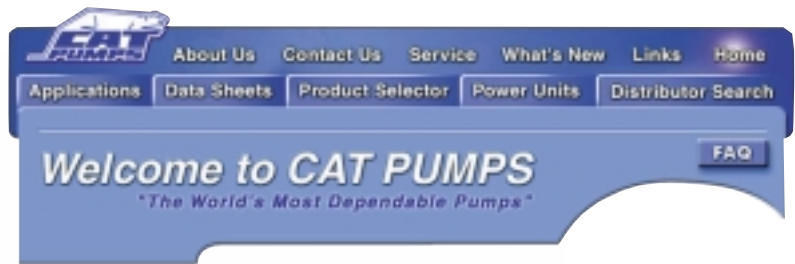 CAT
PUMPS
About Us Contact Us Service What's New Links Home
Applications Data Sheets Product Selector Power Units Distributor Search
FAQ
Welcome to CAT PUMPS
"The World's Most Dependable Pumps"